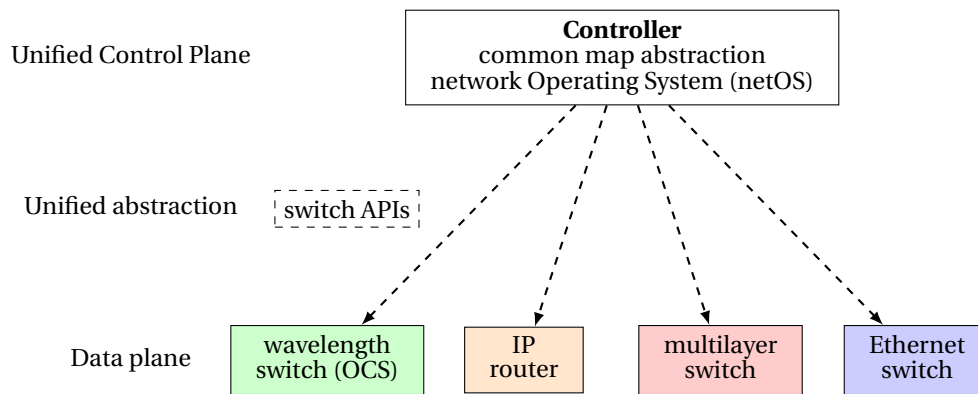 Unified Control Plane
Controller
common map abstraction
network Operating System (netOS)
Unified abstraction
switch APIs
Data plane
wavelength
switch (OCS)
IP
router
multilayer
switch
Ethernet
switch